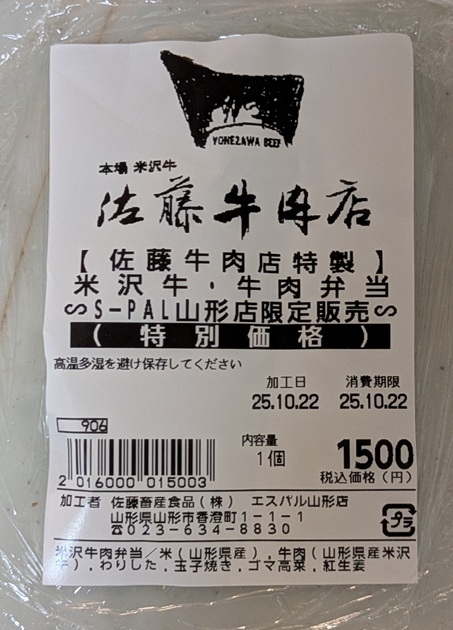 YONEZAWA BEEF
本場 米沢牛
佐藤牛肉店
【佐藤牛肉店特製】
米沢牛・牛肉弁当
∽S-PAL山形店限定販売∽
(特別価格)
高温多湿を避け保存してください
加工日 消費期限
25.10.22 25.10.22
906
内容量
1個
1500
税込価格(円)
2 016000 015003
加工者 佐藤畜産食品(株) エスパル山形店
山形県山形市香澄町1-1-1
☎023-634-8830
プラ
米沢牛肉弁当/米(山形県産),牛肉(山形県産米沢
牛),わりした,玉子焼き,ゴマ高菜,紅生姜